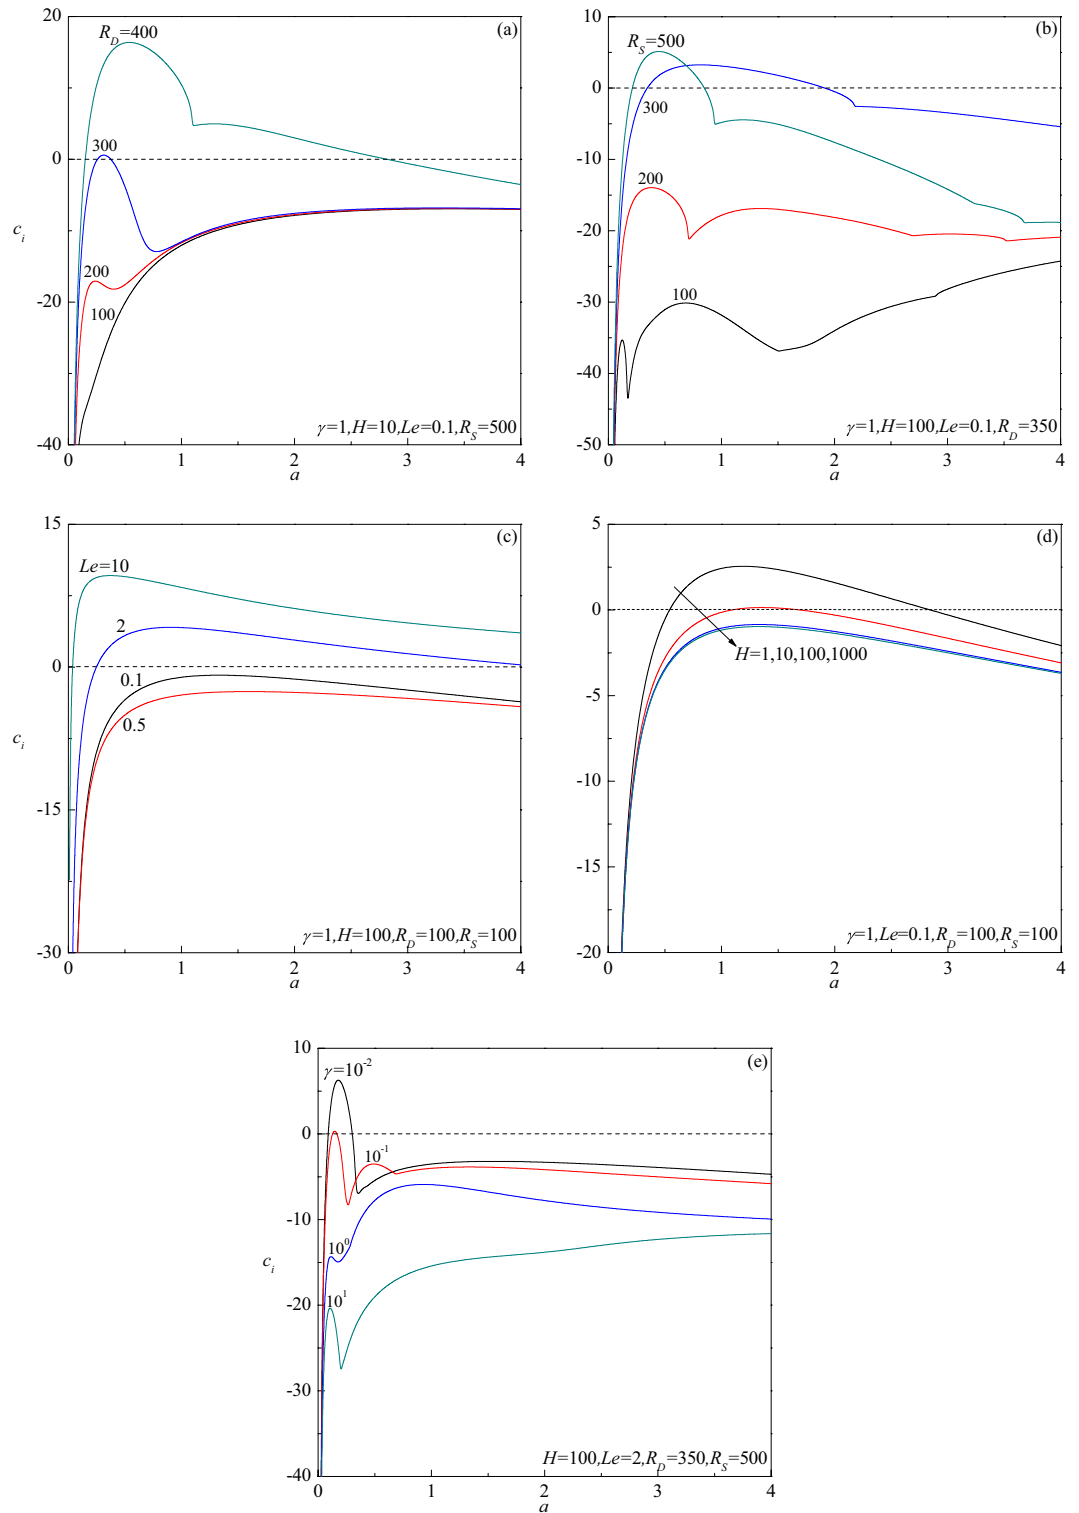 20
(a)
R_D=400
10
300
0
c_i
-10
200
100
-20
-30
-40
γ=1,H=10,Le=0.1,R_S=500
0 1 2 3 4
a
10
(b)
R_S=500
0
300
-10
200
-20
-30
100
-40
-50
γ=1,H=100,Le=0.1,R_D=350
0 1 2 3 4
a
15
(c)
Le=10
2
0
0.1
0.5
c_i
-15
-30
γ=1,H=100,R_D=100,R_S=100
0 1 2 3 4
a
5
(d)
0
H=1,10,100,1000
-5
-10
-15
-20
γ=1,Le=0.1,R_D=100,R_S=100
0 1 2 3 4
a
10
(e)
γ=10^-2
0
10^-1
-10
10^0
c_i
10^1
-20
-30
-40
H=100,Le=2,R_D=350,R_S=500
0 1 2 3 4
a